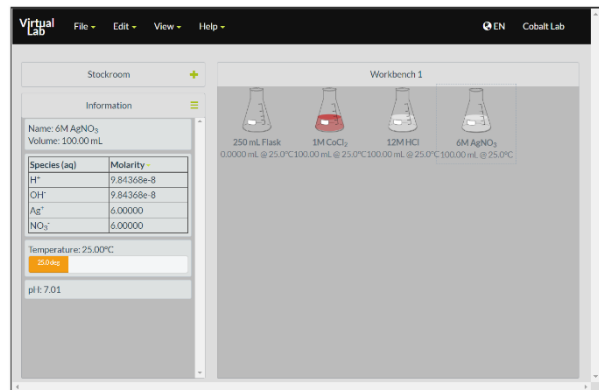 Virtual Lab File Edit View Help EN Cobalt Lab
Stockroom
Information
Name: 6M AgNO₃
Volume: 100.00 mL
Species (aq) Molarity
H⁺ 9.84368e-8
OH⁻ 9.84368e-8
Ag⁺ 6.00000
NO₃⁻ 6.00000
Temperature: 25.00°C
25.0 deg
pH: 7.01
Workbench 1
250 mL Flask 1M CoCl₂ 12M HCl 6M AgNO₃
0.0000 mL @ 25.0°C 100.00 mL @ 25.0°C 100.00 mL @ 25.0°C 100.00 mL @ 25.0°C